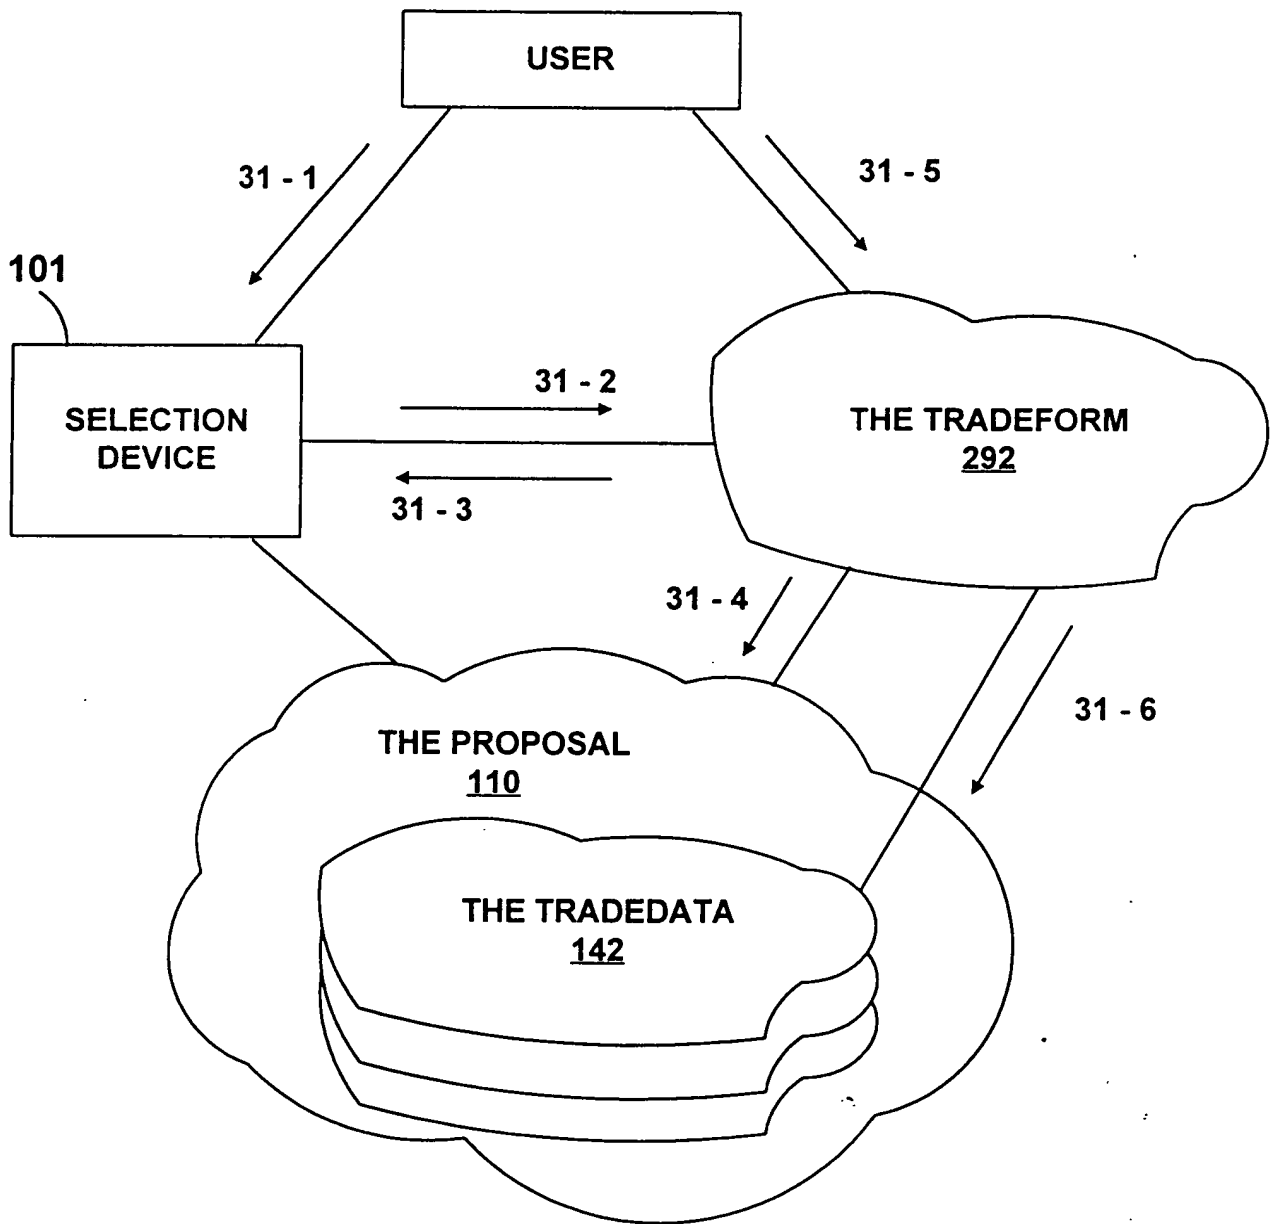 USER
31 - 1
31 - 5
101
31 - 2
SELECTION
DEVICE
THE TRADEFORM
292
31 - 3
31 - 4
31 - 6
THE PROPOSAL
110
THE TRADEDATA
142